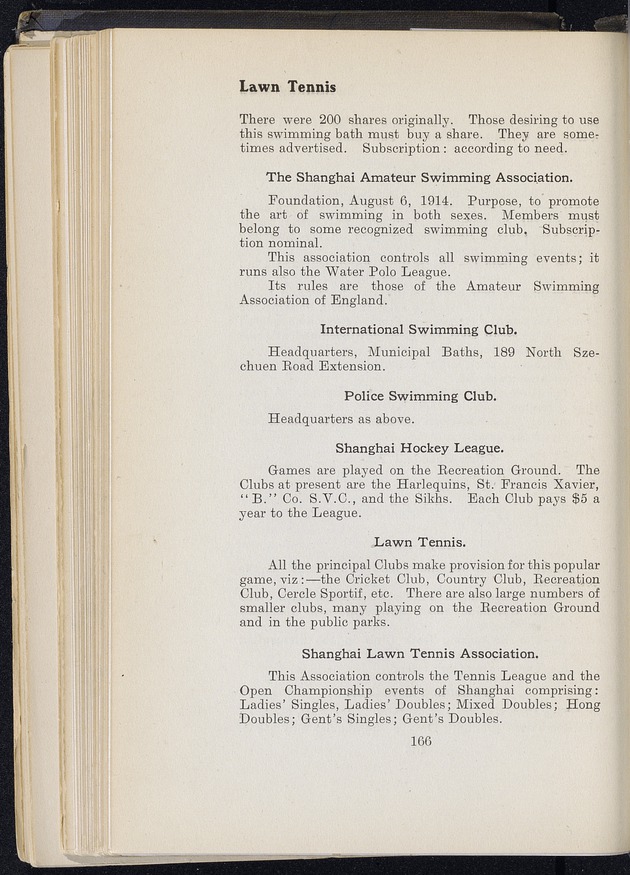 Lawn Tennis
There were 200 shares originally. Those desiring to use
this swimming bath must buy a share. They are some-
times advertised. Subscription: according to need.
The Shanghai Amateur Swimming Association.
Foundation, August 6, 1914. Purpose, to promote
the art of swimming in both sexes. Members must
belong to some recognized swimming club. Subscrip-
tion nominal.
This association controls all swimming events; it
runs also the Water Polo League.
Its rules are those of the Amateur Swimming
Association of England.
International Swimming Club.
Headquarters, Municipal Baths, 189 North Sze-
chuen Road Extension.
Police Swimming Club.
Headquarters as above.
Shanghai Hockey League.
Games are played on the Recreation Ground. The
Clubs at present are the Harlequins, St. Francis Xavier,
"B." Co. S.V.C., and the Sikhs. Each Club pays $5 a
year to the League.
Lawn Tennis.
All the principal Clubs make provision for this popular
game, viz:—the Cricket Club, Country Club, Recreation
Club, Cercle Sportif, etc. There are also large numbers of
smaller clubs, many playing on the Recreation Ground
and in the public parks.
Shanghai Lawn Tennis Association.
This Association controls the Tennis League and the
Open Championship events of Shanghai comprising:
Ladies' Singles, Ladies' Doubles; Mixed Doubles; Hong
Doubles; Gent's Singles; Gent's Doubles.
166